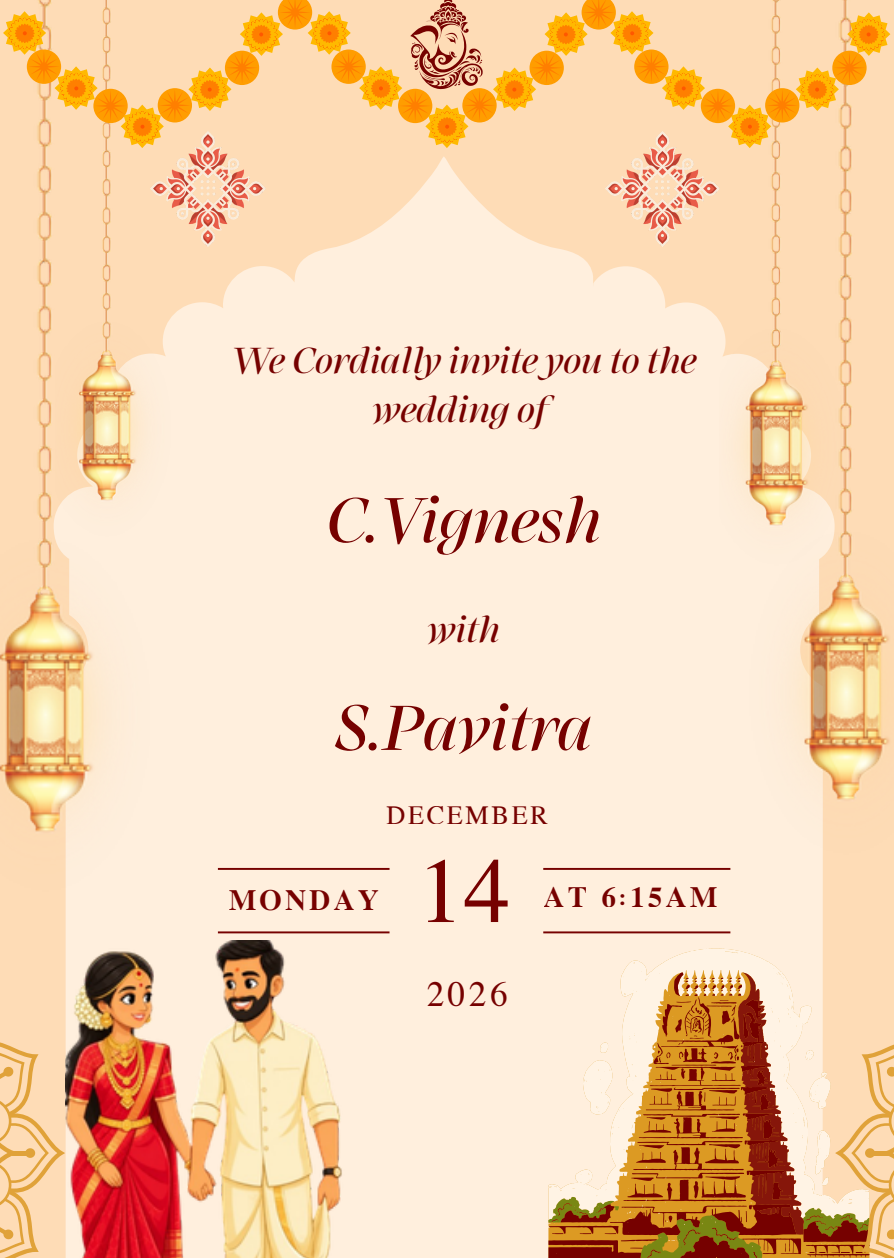 We Cordially invite you to the
wedding of
C.Vignesh
with
S.Pavitra
DECEMBER
MONDAY 14 AT 6:15AM
2026